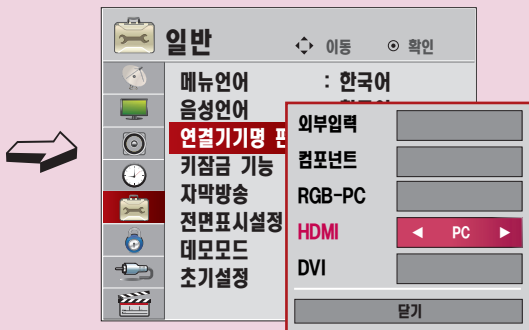 일반
이동 확인
메뉴언어 : 한국어
음성언어
연결기기명
키잠금 기능
자막방송
전면표시설정
데모모드
초기설정
외부입력
컴포넌트
RGB-PC
HDMI ◀ PC ▶
DVI
닫기